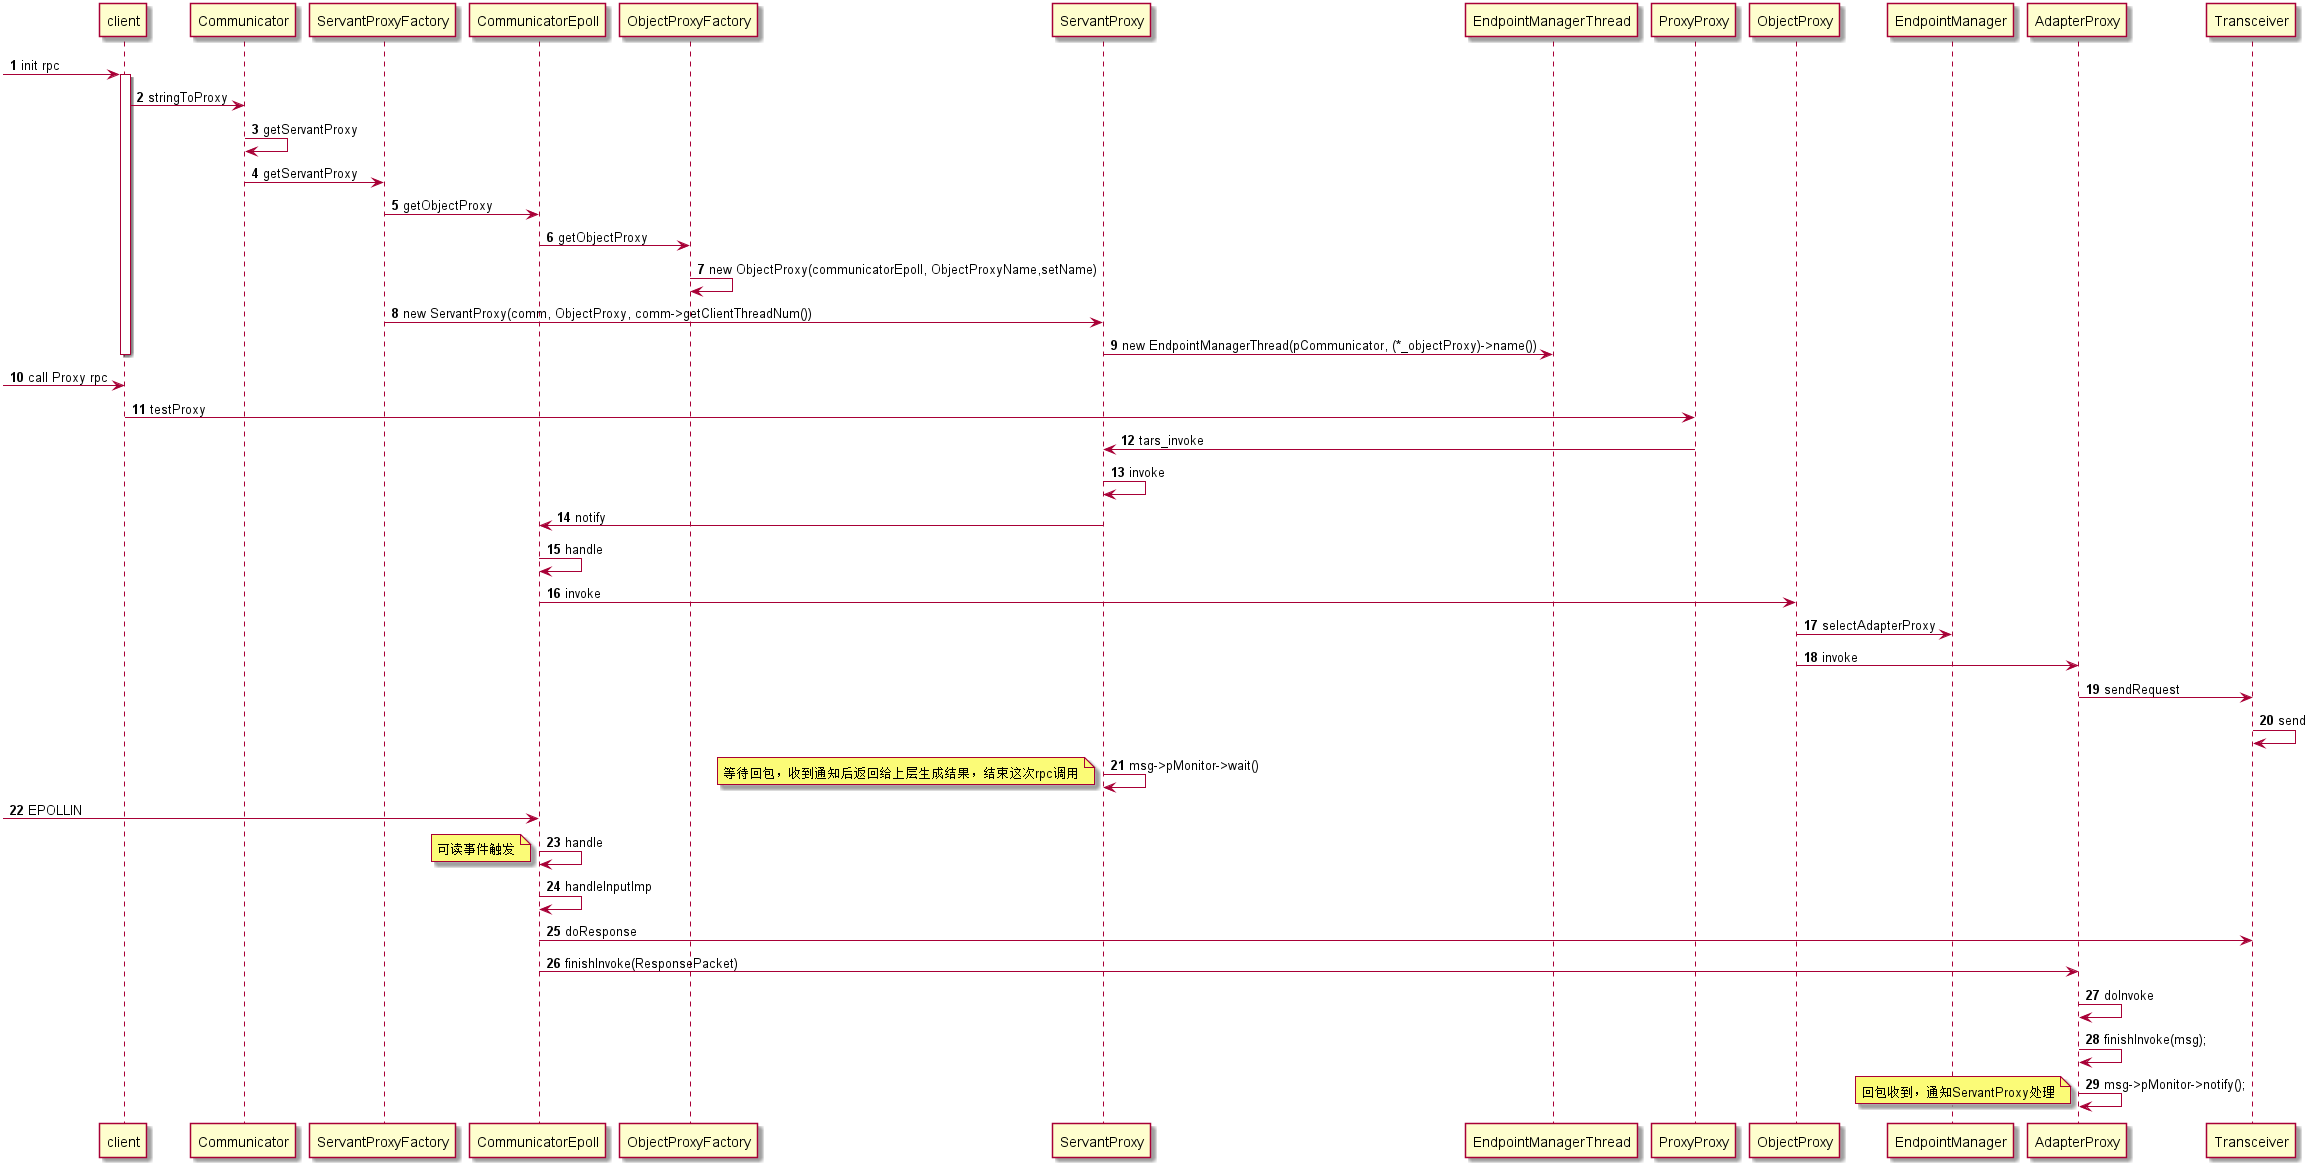 client Communicator ServantProxyFactory CommunicatorEpoll ObjectProxyFactory ServantProxy EndpointManagerThread ProxyProxy ObjectProxy EndpointManager AdapterProxy Transceiver
1 init rpc
2 stringToProxy
3 getServantProxy
4 getServantProxy
5 getObjectProxy
6 getObjectProxy
7 new ObjectProxy(communicatorEpoll, ObjectProxyName,setName)
8 new ServantProxy(comm, ObjectProxy, comm->getClientThreadNum())
9 new EndpointManagerThread(pCommunicator, (*_objectProxy)->name())
10 call Proxy rpc
11 testProxy
12 tars_invoke
13 invoke
14 notify
15 handle
16 invoke
17 selectAdapterProxy
18 invoke
19 sendRequest
20 send
等待回包，收到通知后返回给上层生成结果，结束这次rpc调用
21 msg->pMonitor->wait()
22 EPOLLIN
可读事件触发
23 handle
24 handleInputImp
25 doResponse
26 finishInvoke(ResponsePacket)
27 doInvoke
28 finishInvoke(msg);
回包收到，通知ServantProxy处理
29 msg->pMonitor->notify();
client Communicator ServantProxyFactory CommunicatorEpoll ObjectProxyFactory ServantProxy EndpointManagerThread ProxyProxy ObjectProxy EndpointManager AdapterProxy Transceiver